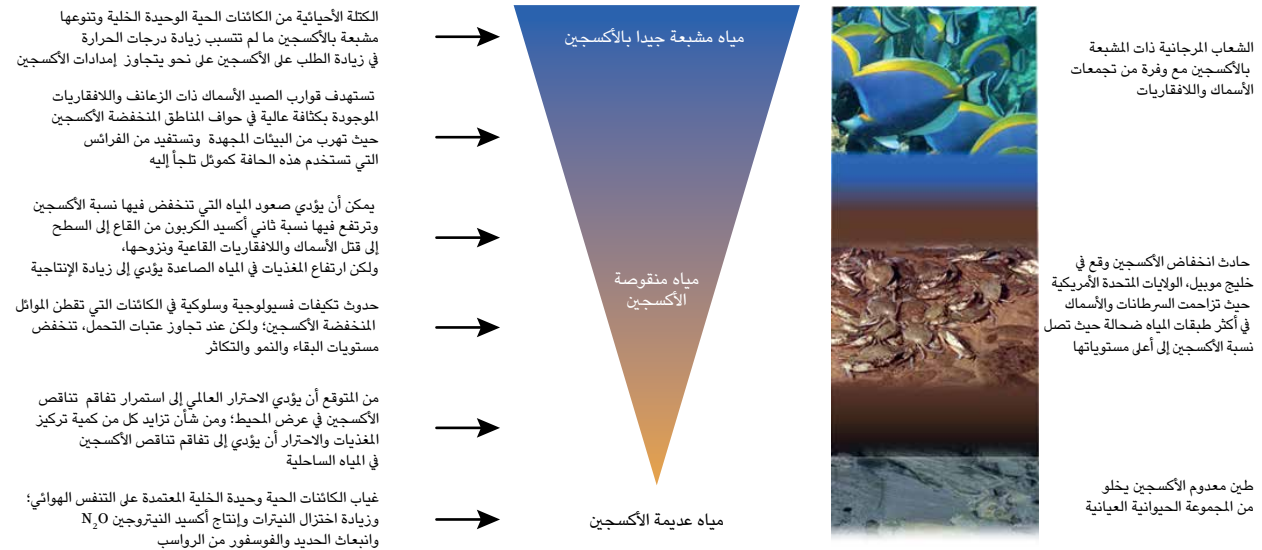 الشعاب المرجانية ذات المشبعة
بالأكسجين مع وفرة من تجمعات
الأسماك واللافقاريات
حادث انخفاض الأكسجين وقع في
خليج موبيل، الولايات المتحدة الأمريكية
حيث تزاحمت السرطانات والأسماك
في أكثر طبقات المياه ضحالة حيث تصل
نسبة الأكسجين إلى أعلى مستوياتها
طين معدوم الأكسجين يخلو
من المجموعة الحيوانية العيانية
مياه مشبعة جيدا بالأكسجين
مياه منقوصة
الأكسجين
مياه عديمة الأكسجين
الكتلة الأحيائية من الكائنات الحية الوحيدة الخلية وتنوعها
مشبعة بالأكسجين ما لم تتسبب زيادة درجات الحرارة
في زيادة الطلب على الأكسجين على نحو يتجاوز إمدادات الأكسجين
تستهدف قوارب الصيد الأسماك ذات الزعانف واللافقاريات
الموجودة بكثافة عالية في حواف المناطق المنخفضة الأكسجين
حيث تهرب من البيئات المجهدة وتستفيد من الفرائس
التي تستخدم هذه الحافة كموئل تلجأ إليه
يمكن أن يؤدي صعود المياه التي تنخفض فيها نسبة الأكسجين
وترتفع فيها نسبة ثاني أكسيد الكربون من القاع إلى السطح
إلى قتل الأسماك واللافقاريات القاعية ونزوحها،
ولكن ارتفاع المغذيات في المياه الصاعدة يؤدي إلى زيادة الإنتاجية
حدوث تكيفات فسيولوجية وسلوكية في الكائنات التي تقطن الموائل
المنخفضة الأكسجين؛ ولكن عند تجاوز عتبات التحمل، تنخفض
مستويات البقاء والنمو والتكاثر
من المتوقع أن يؤدي الاحترار العالمي إلى استمرار تفاقم تناقص
الأكسجين في عرض المحيط؛ ومن شأن تزايد كل من كمية تركيز
المغذيات والاحترار أن يؤدي إلى تفاقم تناقص الأكسجين
في المياه الساحلية
غياب الكائنات الحية وحيدة الخلية المعتمدة على التنفس الهوائي؛
وزيادة اختزال النيترات وإنتاج أكسيد النيتروجين N₂O
وانبعاث الحديد والفوسفور من الرواسب